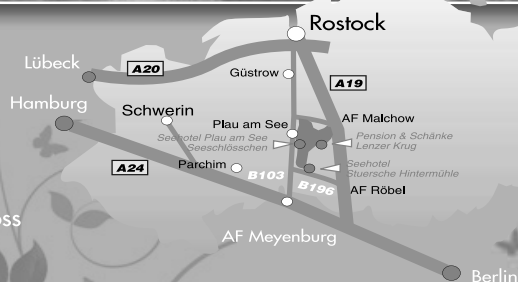 Rostock
Lübeck
A20
Güstrow
A19
Hamburg
Schwerin
Plau am See
AF Malchow
Seehotel Plau am See
Seeschlösschen
Pension & Schänke
Lenzer Krug
Parchim
A24
B103
Seehotel
Stuersche Hintermühle
B196
AF Röbel
oss
AF Meyenburg
Berlin